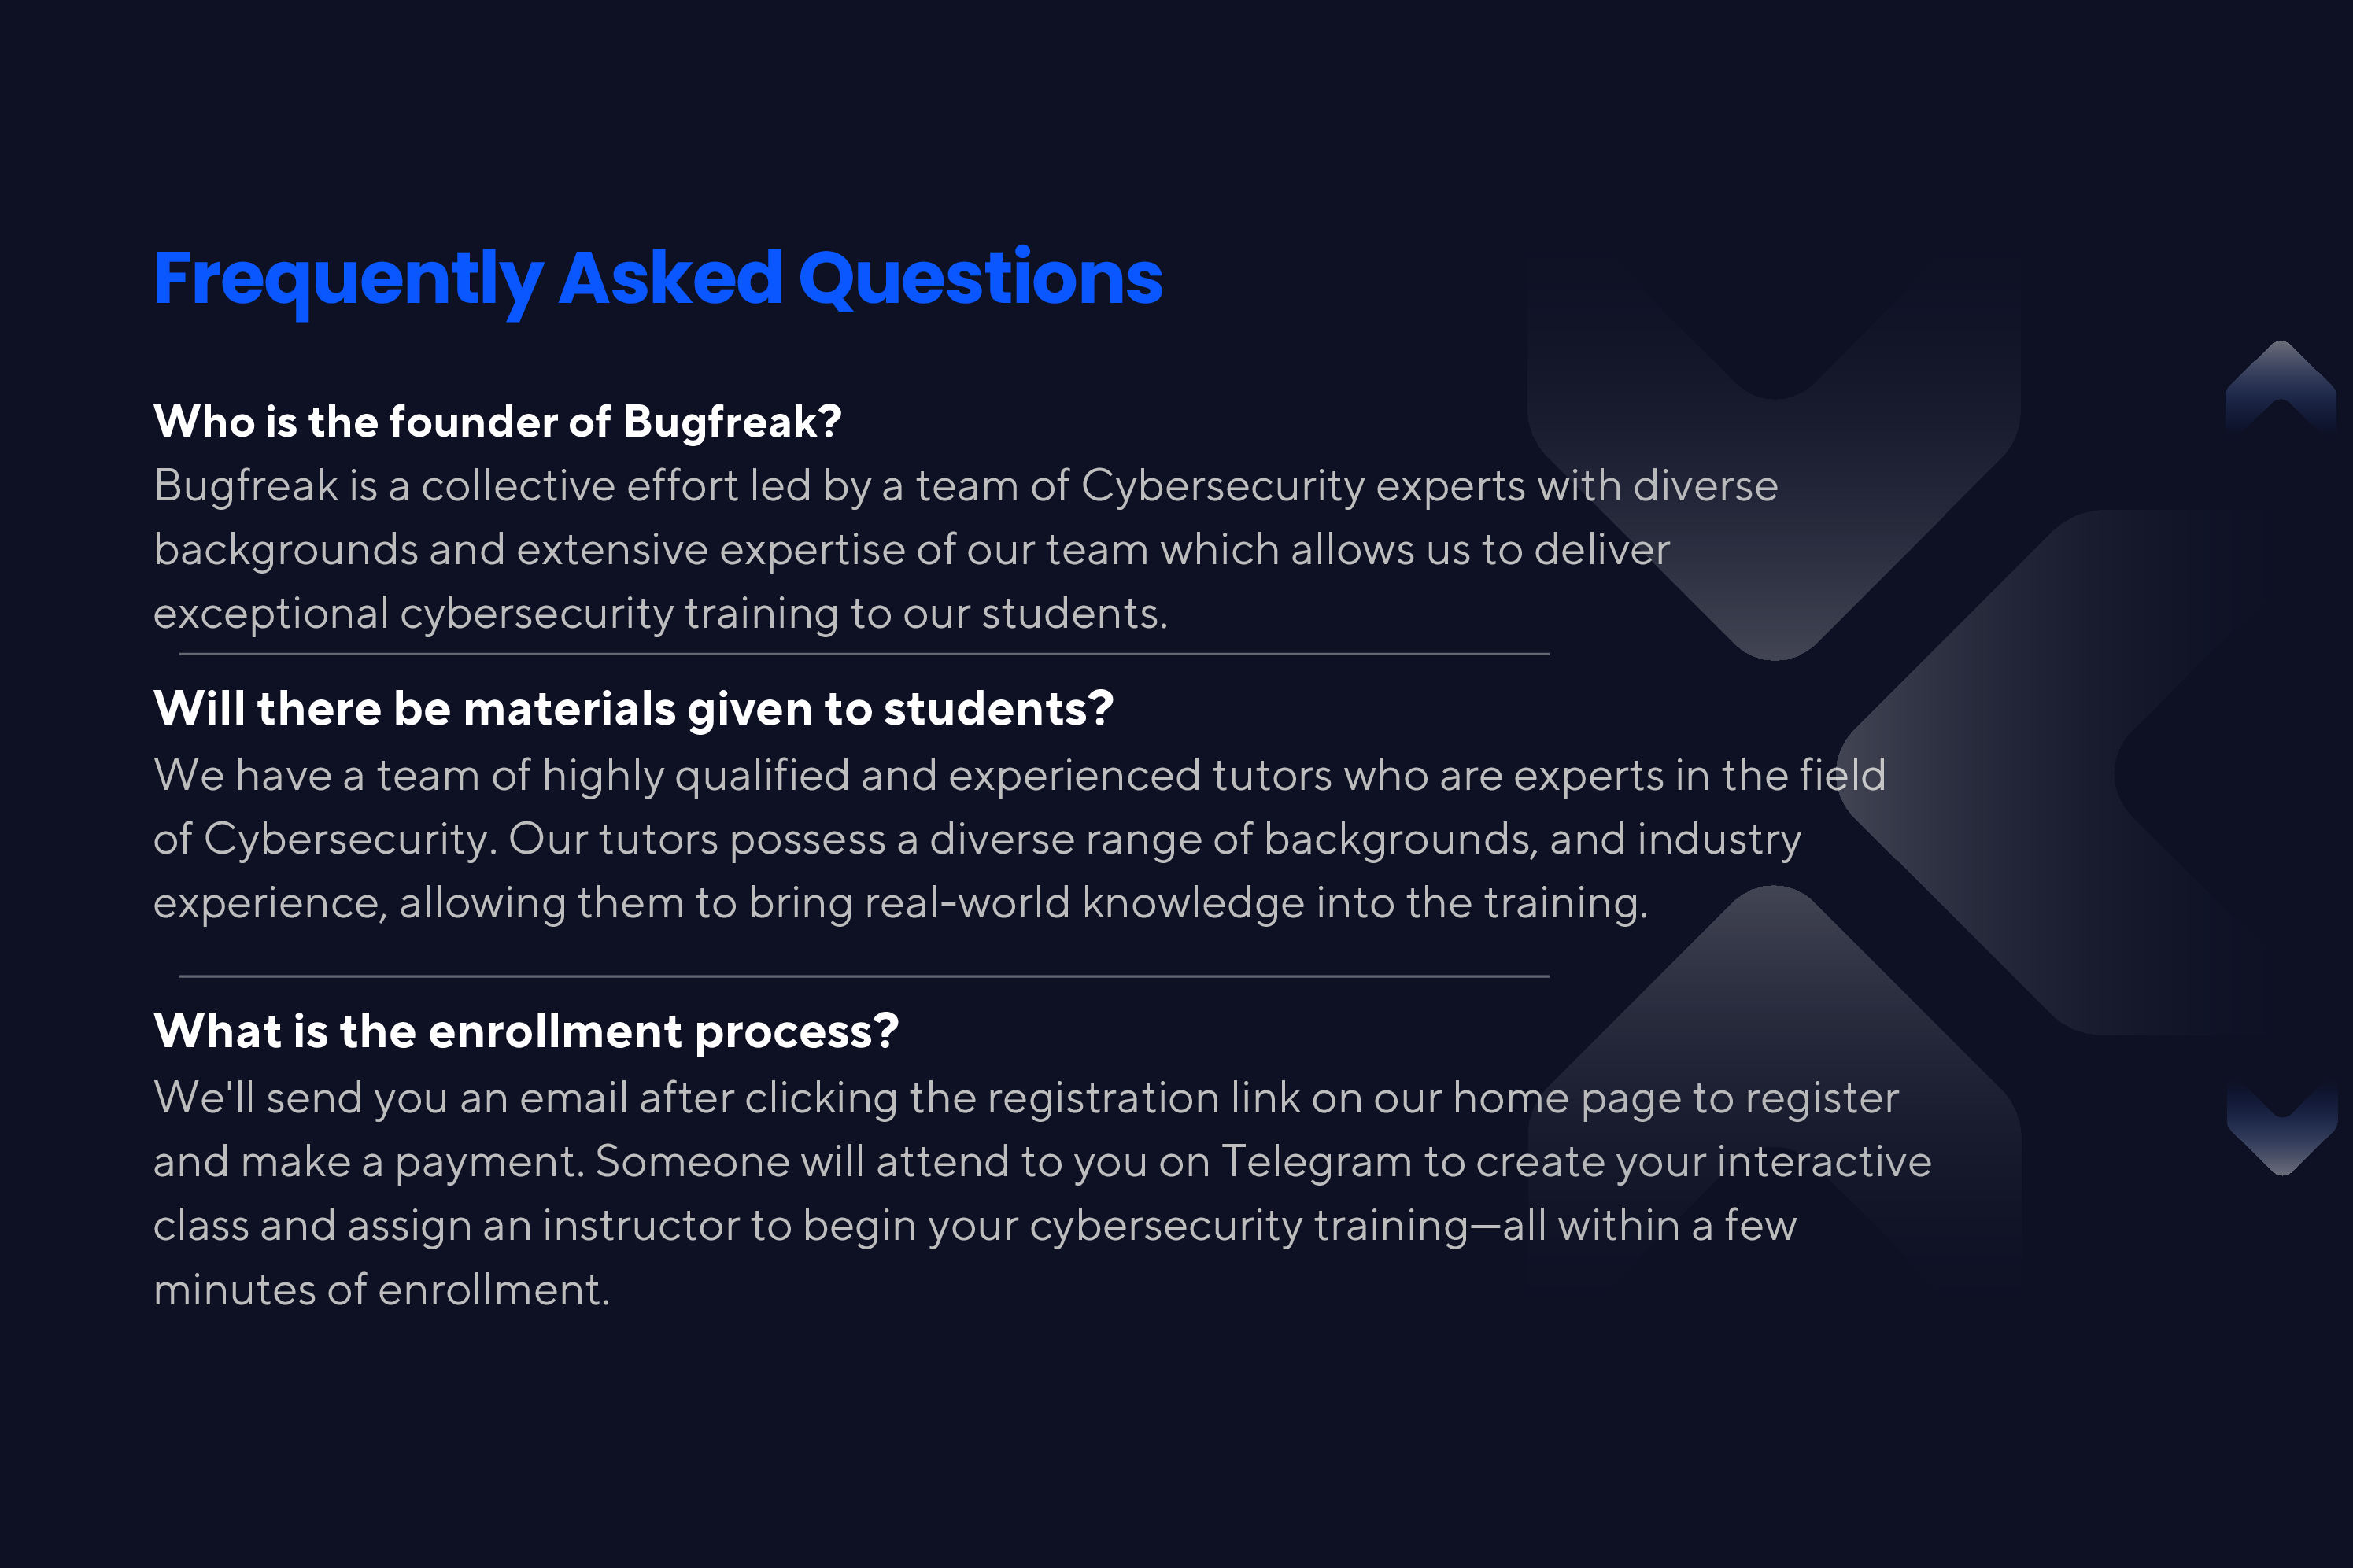 Frequently Asked Questions
Who is the founder of Bugfreak?
Bugfreak is a collective effort led by a team of Cybersecurity experts with diverse
backgrounds and extensive expertise of our team which allows us to deliver
exceptional cybersecurity training to our students.
Will there be materials given to students?
We have a team of highly qualified and experienced tutors who are experts in the field
of Cybersecurity. Our tutors possess a diverse range of backgrounds, and industry
experience, allowing them to bring real-world knowledge into the training.
What is the enrollment process?
We'll send you an email after clicking the registration link on our home page to register
and make a payment. Someone will attend to you on Telegram to create your interactive
class and assign an instructor to begin your cybersecurity training—all within a few
minutes of enrollment.